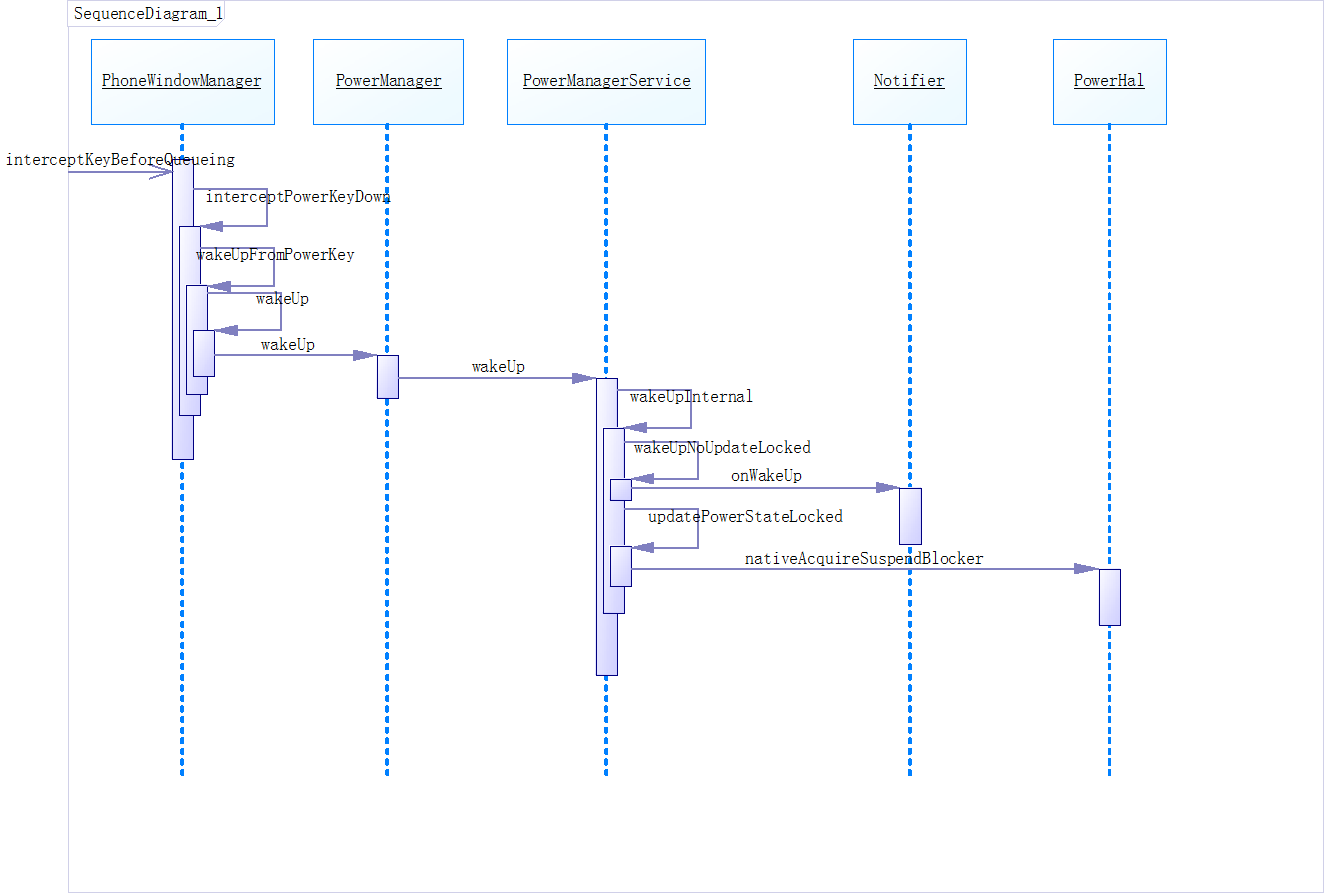 SequenceDiagram_1
PhoneWindowManager
PowerManager
PowerManagerService
Notifier
PowerHal
interceptKeyBeforeQueueing
interceptPowerKeyDown
wakeUpFromPowerKey
wakeUp
wakeUp
wakeUp
wakeUpInternal
wakeUpNoUpdateLocked
onWakeUp
updatePowerStateLocked
nativeAcquireSuspendBlocker